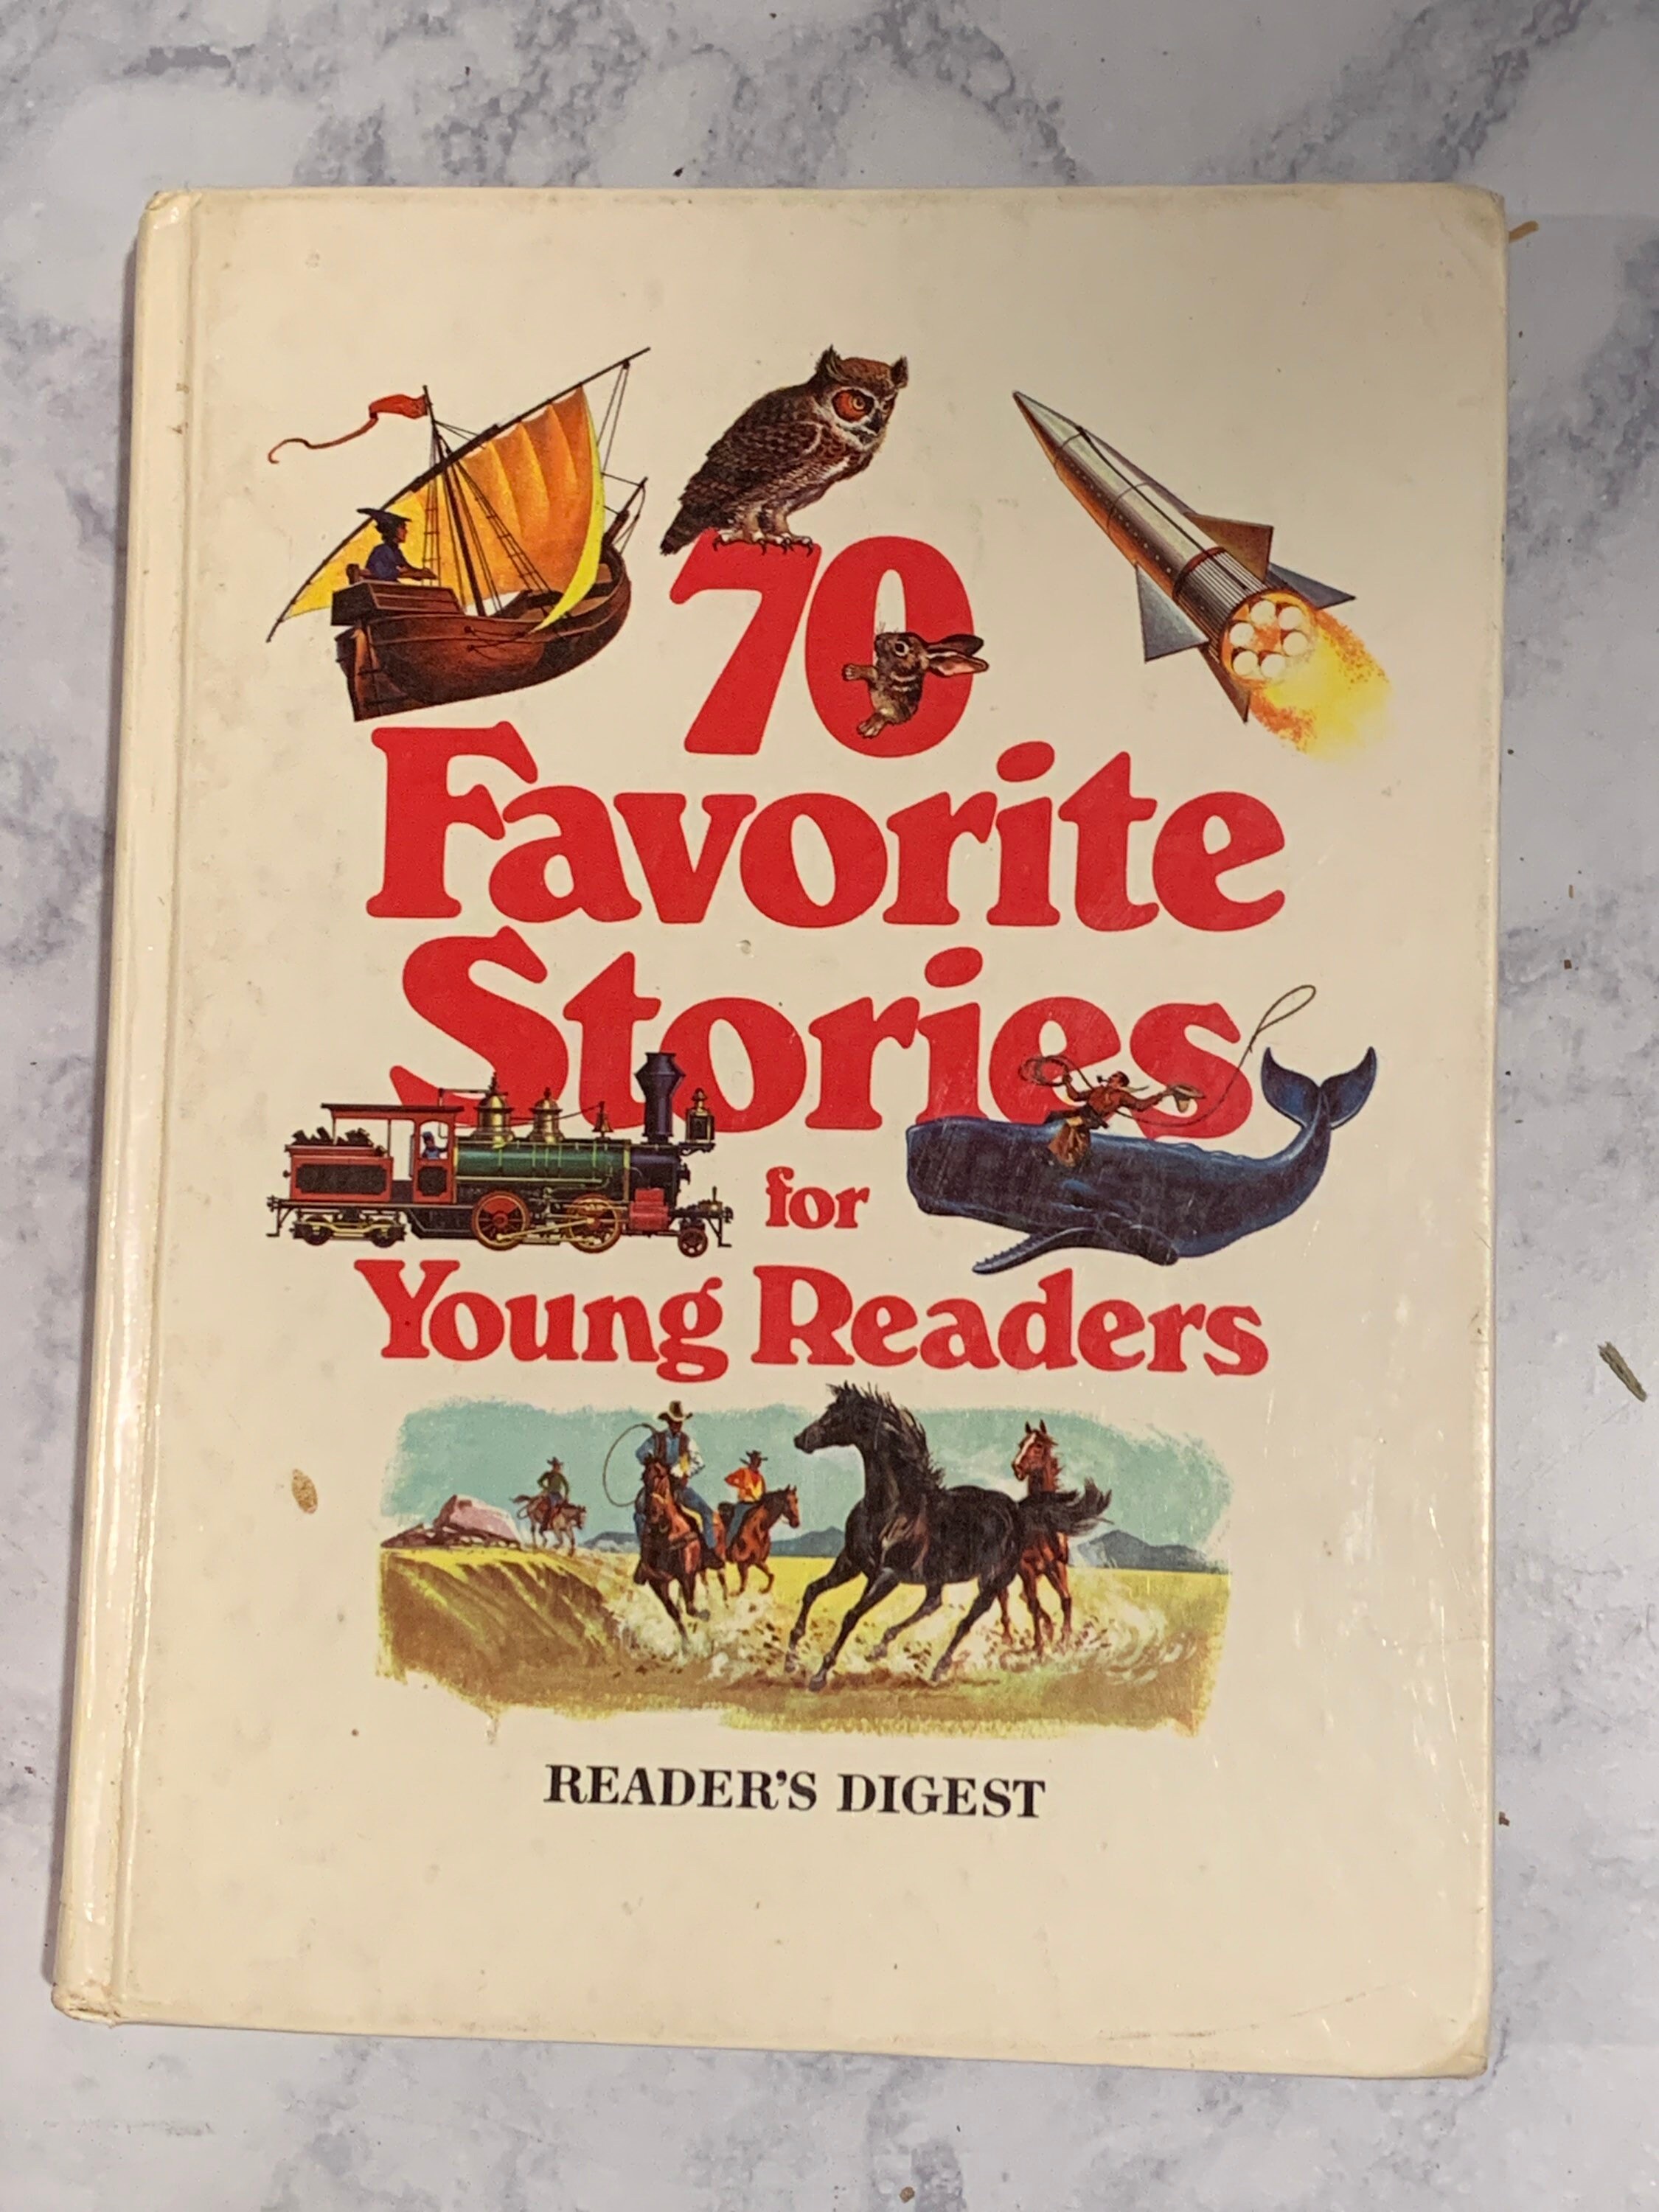 70
Favorite
Stories
for
Young Readers
READER'S DIGEST